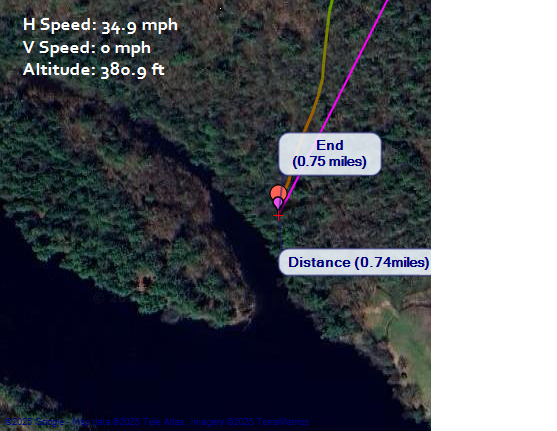 H Speed: 34.9 mph
V Speed: 0 mph
Altitude: 380.9 ft
End
(0.75 miles)
Distance (0.74miles)